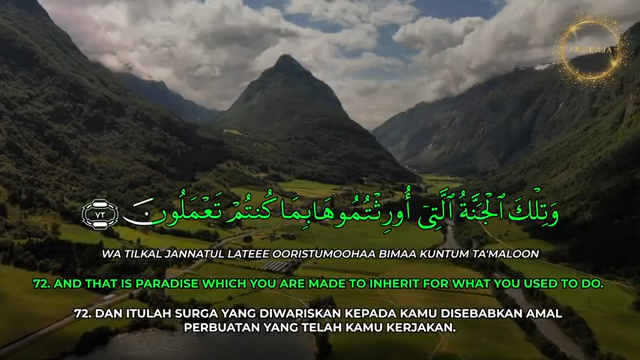 وَتِلْكَ ٱلْجَنَّةُ ٱلَّتِىٓ أُورِثْتُمُوهَا بِمَا كُنتُمْ تَعْمَلُونَ ٧٢
WA TILKAL JANNATUL LATEEE OORISTUMOOHAA BIMAA KUNTUM TA'MALOON
72. AND THAT IS PARADISE WHICH YOU ARE MADE TO INHERIT FOR WHAT YOU USED TO DO.
72. DAN ITULAH SURGA YANG DIWARISKAN KEPADA KAMU DISEBABKAN AMAL
PERBUATAN YANG TELAH KAMU KERJAKAN.